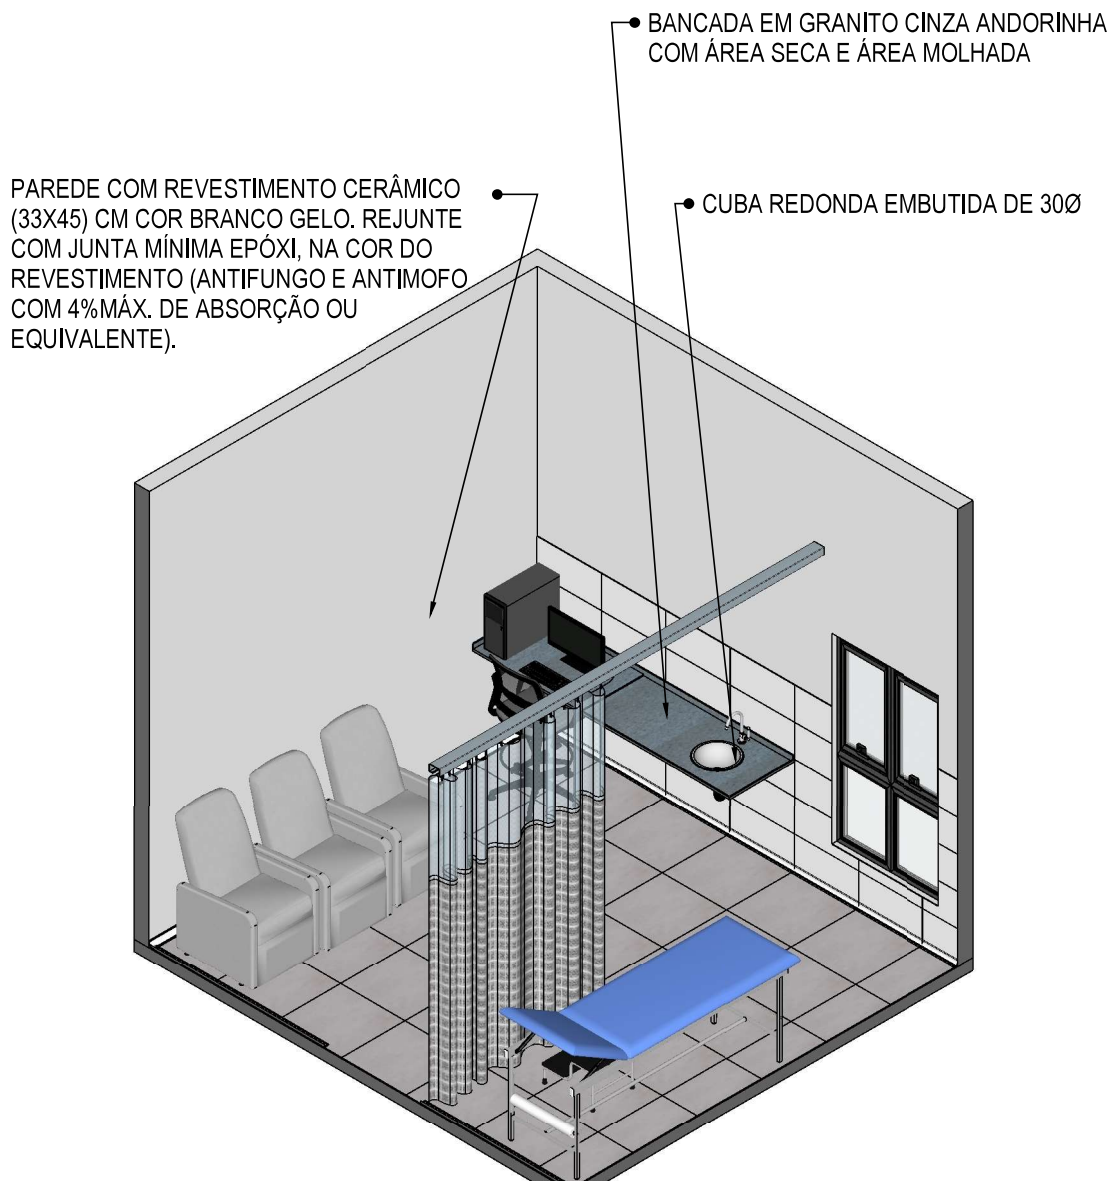 BANCADA EM GRANITO CINZA ANDORINHA
COM ÁREA SECA E ÁREA MOLHADA
PAREDE COM REVESTIMENTO CERÂMICO
(33X45) CM COR BRANCO GELO. REJUNTE
COM JUNTA MÍNIMA EPÓXI, NA COR DO
REVESTIMENTO (ANTIFUNGO E ANTIMOFO
COM 4%MÁX. DE ABSORÇÃO OU
EQUIVALENTE).
CUBA REDONDA EMBUTIDA DE 30Ø